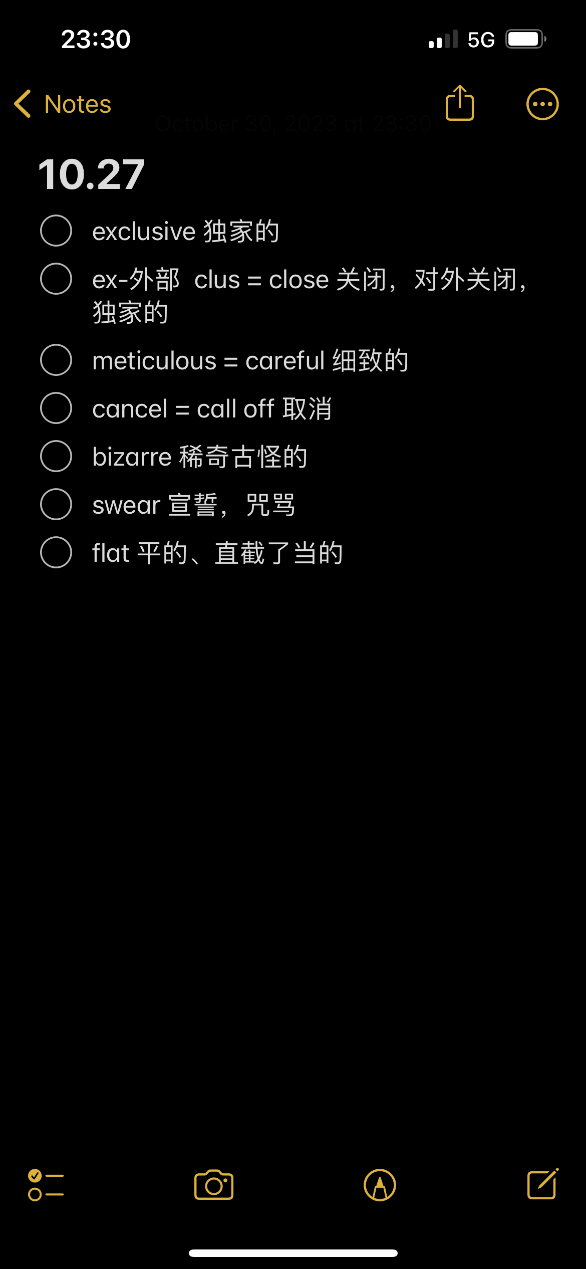 23:30
5G
Notes
October 30, 2023 at 23:30
10.27
exclusive 独家的
ex-外部  clus = close 关闭，对外关闭，
独家的
meticulous = careful 细致的
cancel = call off 取消
bizarre 稀奇古怪的
swear 宣誓，咒骂
flat 平的、直截了当的